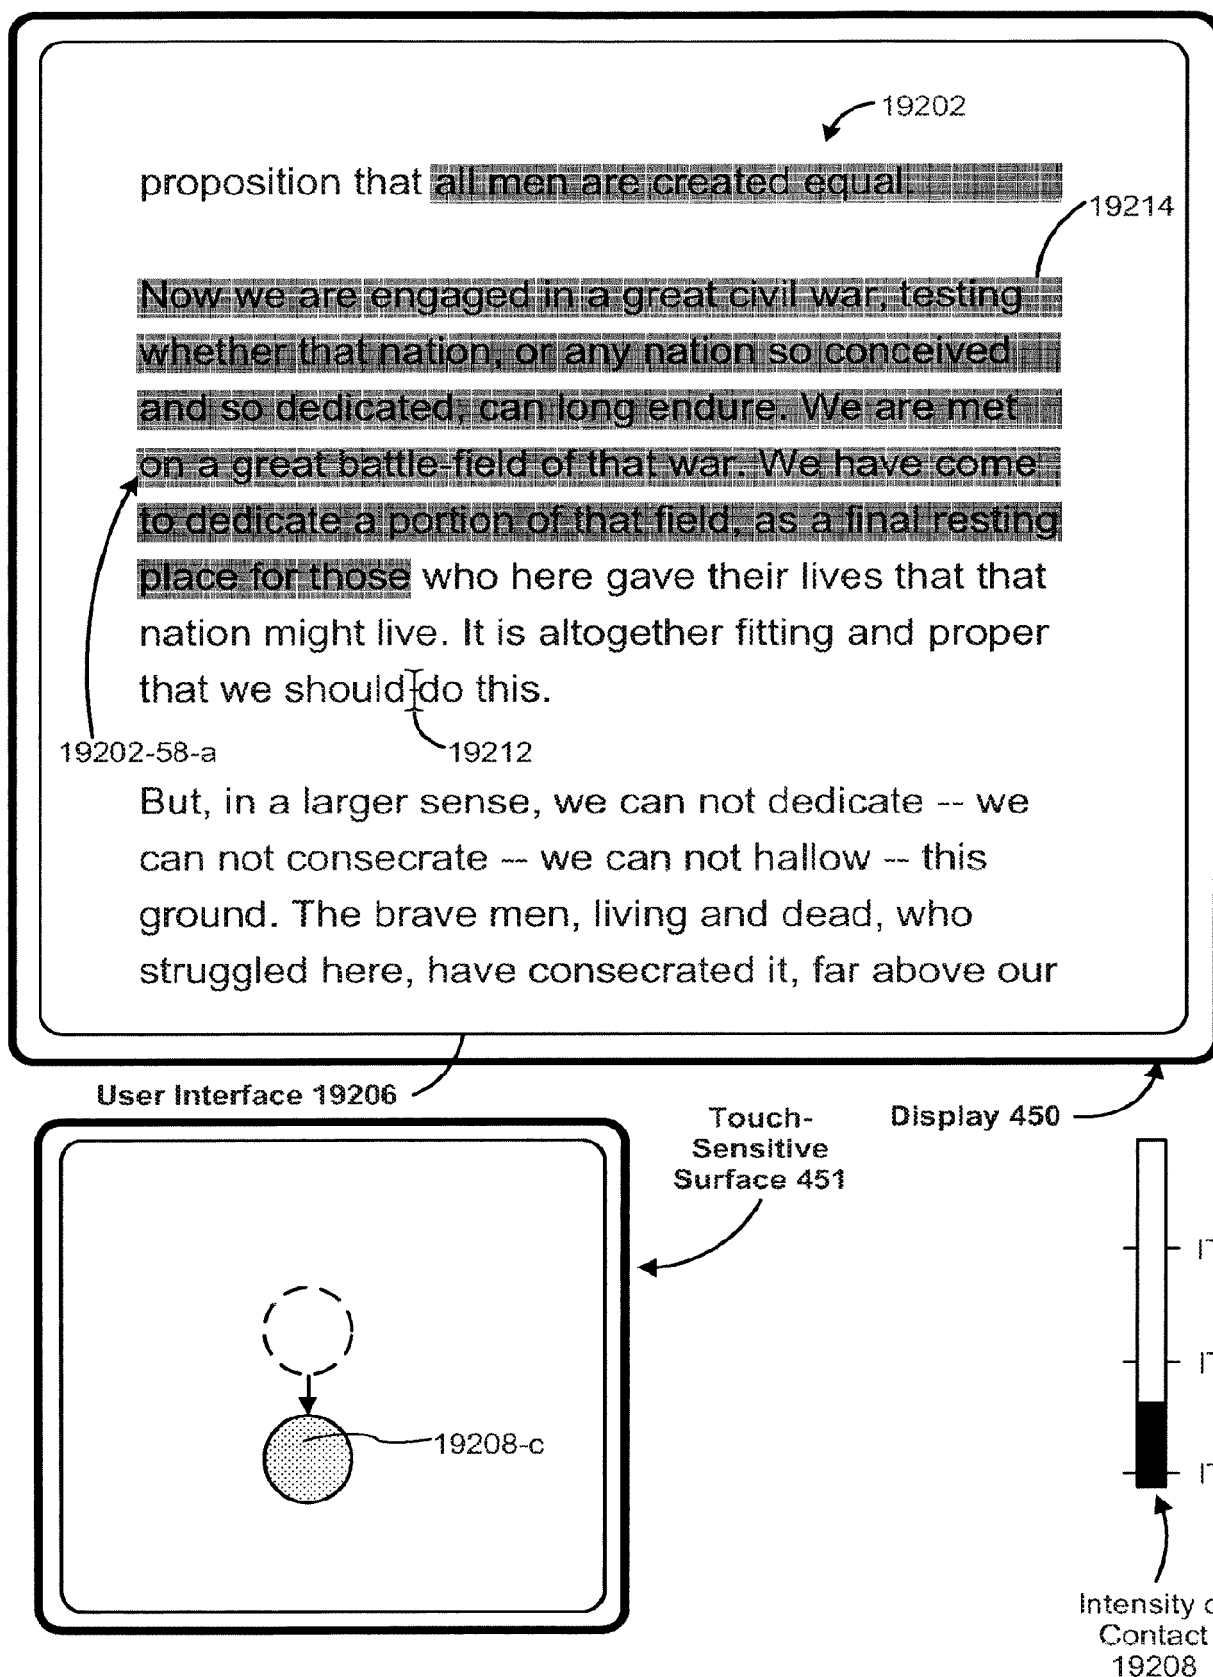 19202
proposition that all men are created equal.
19214
Now we are engaged in a great civil war, testing
whether that nation, or any nation so conceived
and so dedicated, can long endure. We are met
on a great battle-field of that war. We have come
to dedicate a portion of that field, as a final resting
place for those who here gave their lives that that
nation might live. It is altogether fitting and proper
that we should do this.
19202-58-a
19212
But, in a larger sense, we can not dedicate -- we
can not consecrate -- we can not hallow -- this
ground. The brave men, living and dead, who
struggled here, have consecrated it, far above our
User Interface 19206
Touch-
Sensitive
Surface 451
Display 450
19208-c
Intensity
Contact
19208